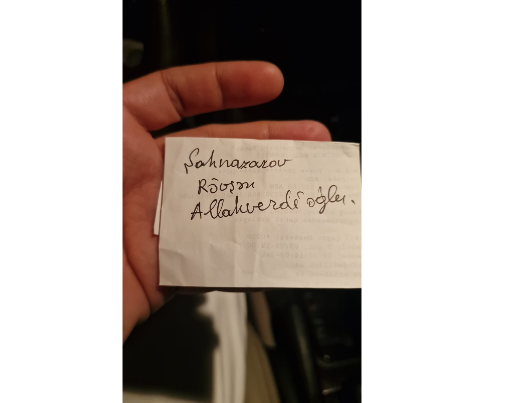 Şahnazarov
Rövşən
Allahverdi oğlu.